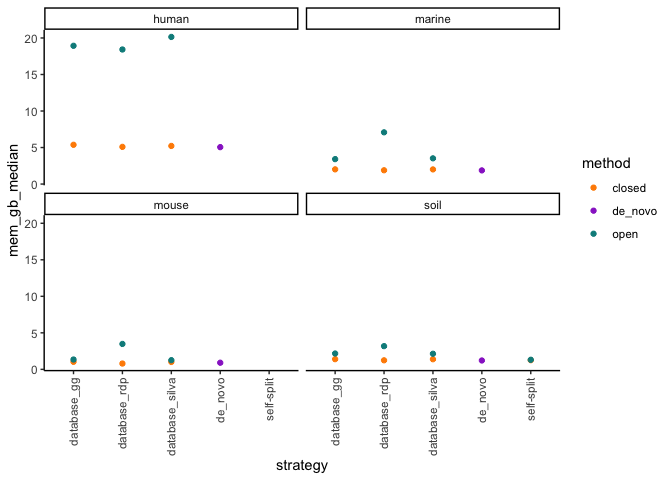 human
marine
20
15
10
5
0
mouse
soil
20
15
10
5
0
mem_gb_median
database_gg
database_rdp
database_silva
de_novo
self-split
database_gg
database_rdp
database_silva
de_novo
self-split
strategy
method
closed
de_novo
open